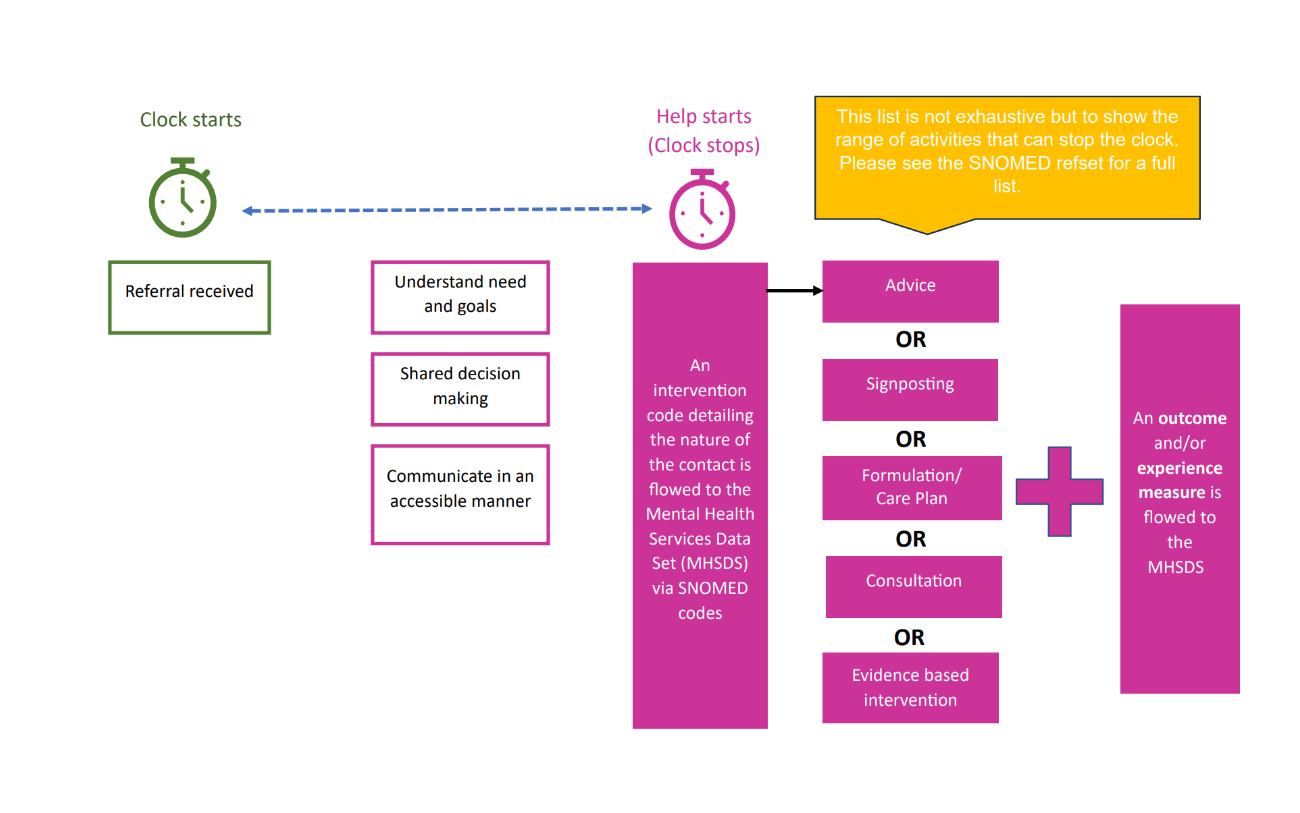 Clock starts
Help starts
(Clock stops)
This list is not exhaustive but to show the
range of activities that can stop the clock.
Please see the SNOMED refset for a full
list.
Referral received
Understand need
and goals
Shared decision
making
Communicate in an
accessible manner
An
intervention
code detailing
the nature of
the contact is
flowed to the
Mental Health
Services Data
Set (MHSDS)
via SNOMED
codes
Advice
OR
Signposting
OR
Formulation/
Care Plan
OR
Consultation
OR
Evidence based
intervention
An outcome
and/or
experience
measure is
flowed to
the
MHSDS